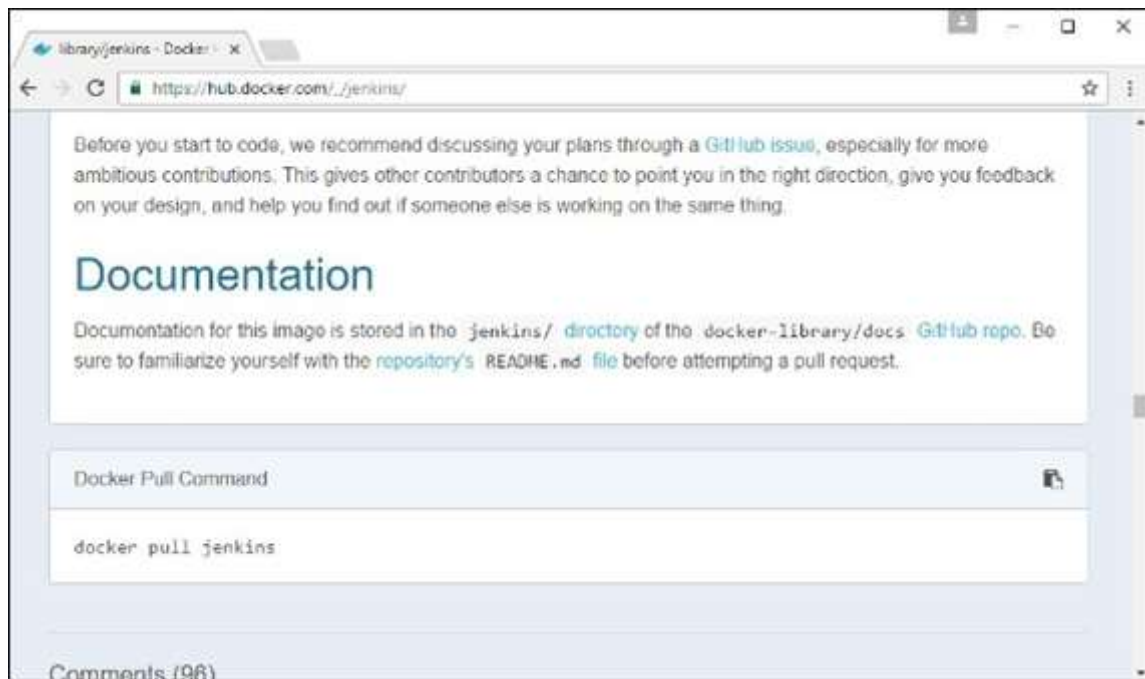 library/jenkins - Docker
https://hub.docker.com/_/jenkins/
Before you start to code, we recommend discussing your plans through a GitHub issue, especially for more
ambitious contributions. This gives other contributors a chance to point you in the right direction, give you feedback
on your design, and help you find out if someone else is working on the same thing.
Documentation
Documentation for this image is stored in the jenkins/ directory of the docker-library/docs GitHub repo. Be
sure to familiarize yourself with the repository's README.md file before attempting a pull request.
Docker Pull Command
docker pull jenkins
Comments (96)